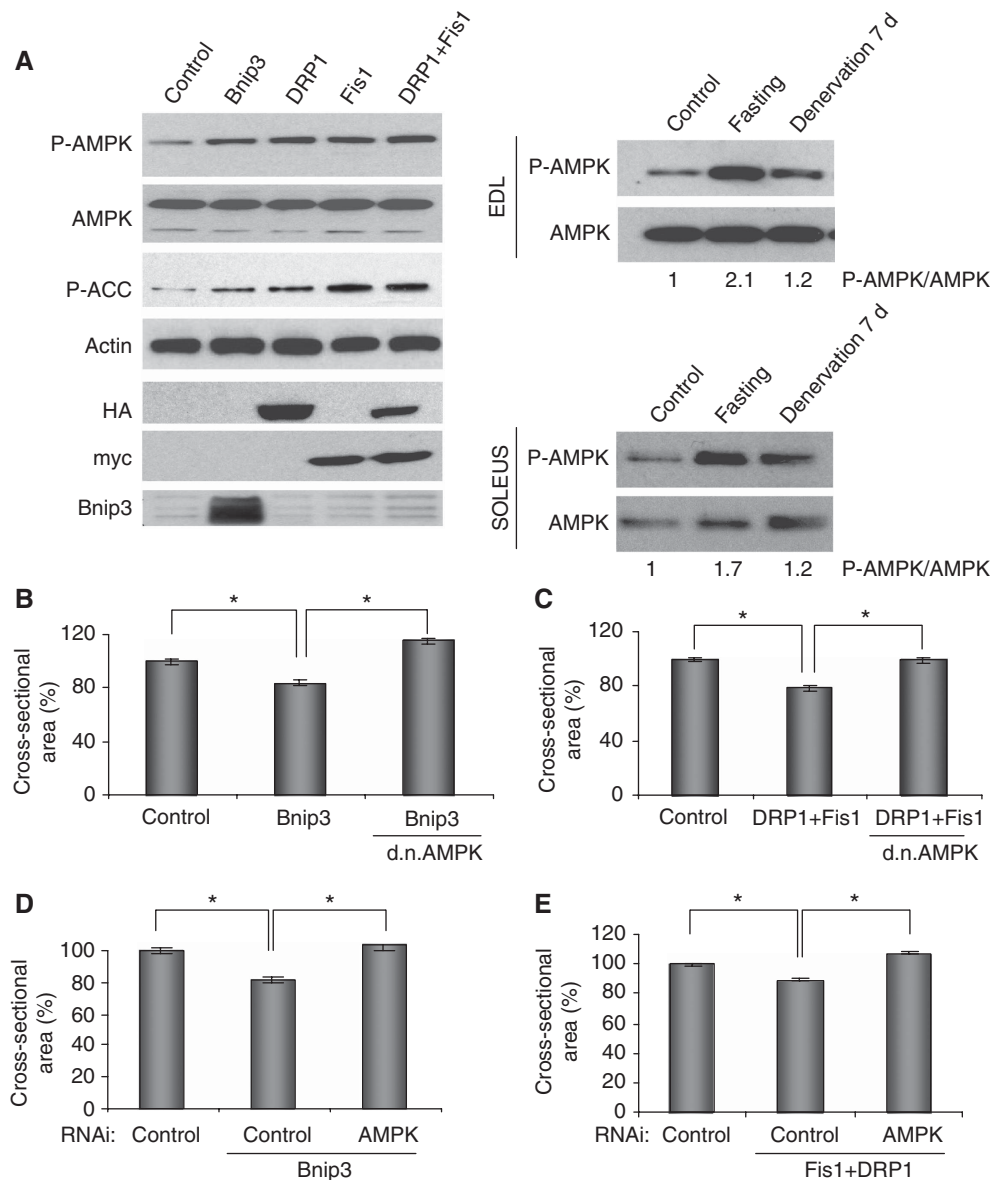 A
Control Bnip3 DRP1 Fis1 DRP1+Fis1
P-AMPK
AMPK
P-ACC
Actin
HA
myc
Bnip3
Control Fasting Denervation 7 d
EDL
P-AMPK
AMPK
1 2.1 1.2 P-AMPK/AMPK
Control Fasting Denervation 7 d
SOLEUS
P-AMPK
AMPK
1 1.7 1.2 P-AMPK/AMPK
B
* *
Cross-sectional
area (%)
120
80
40
0
Control Bnip3 Bnip3
d.n.AMPK
C
* *
Cross-sectional
area (%)
120
80
40
0
Control DRP1+Fis1 DRP1+Fis1
d.n.AMPK
D
* *
Cross-sectional
area (%)
100
80
60
40
20
0
RNAi: Control Control AMPK
Bnip3
E
* *
Cross-sectional
area (%)
120
100
80
60
40
20
0
RNAi: Control Control AMPK
Fis1+DRP1